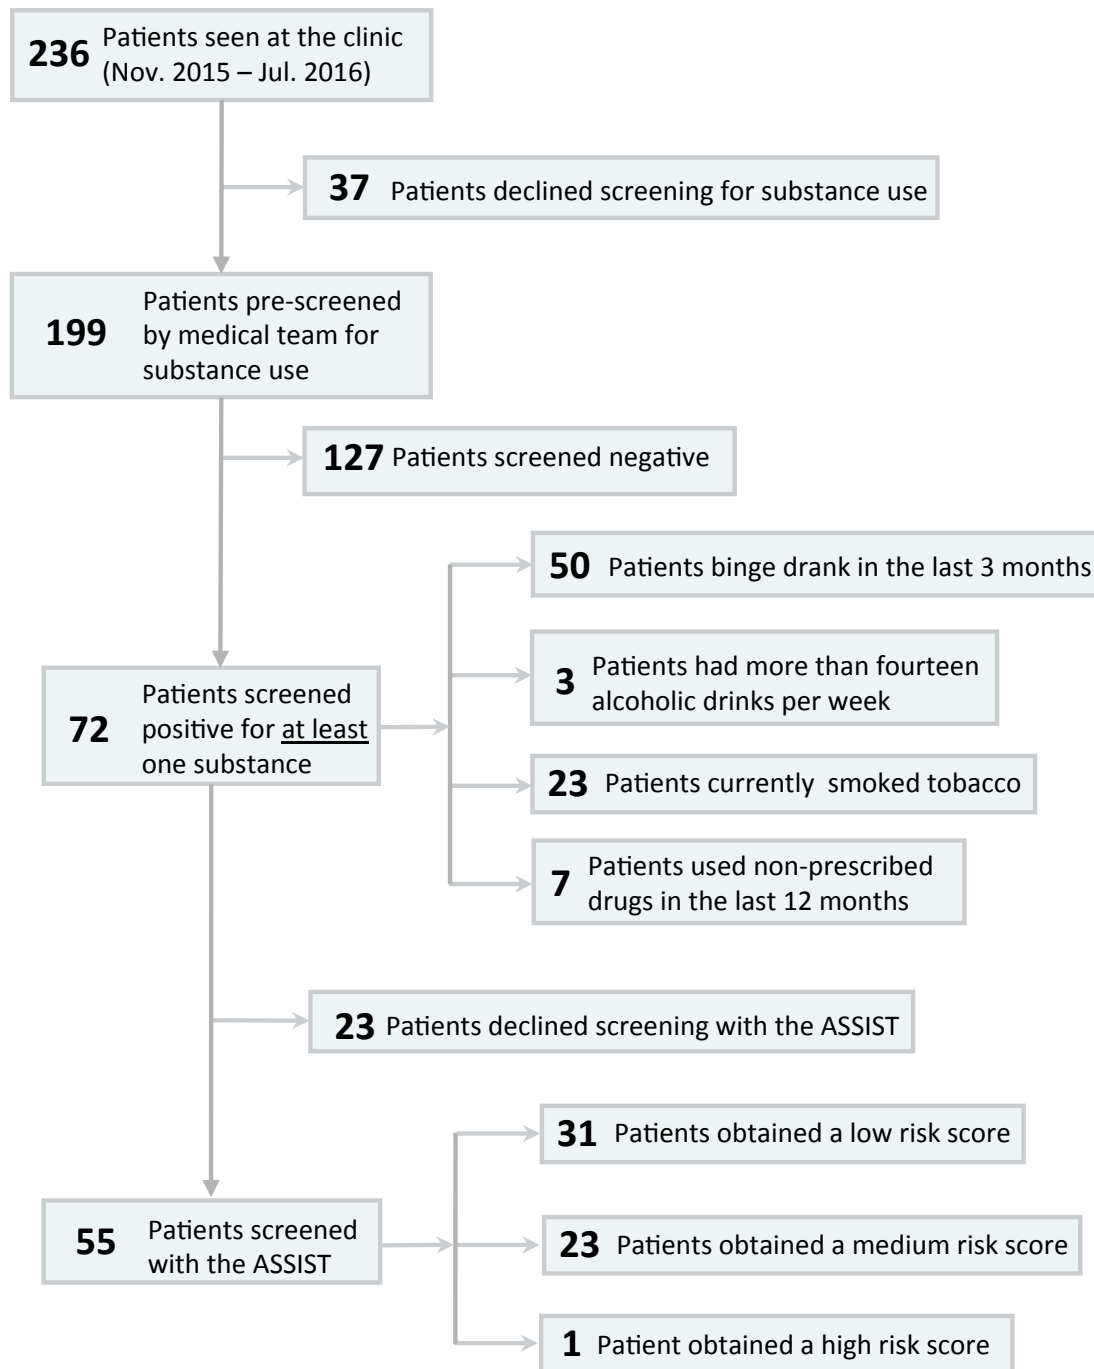 236 Patients seen at the clinic
(Nov. 2015 – Jul. 2016)
37 Patients declined screening for substance use
199 Patients pre-screened
by medical team for
substance use
127 Patients screened negative
50 Patients binge drank in the last 3 months
3 Patients had more than fourteen
alcoholic drinks per week
72 Patients screened
positive for at least
one substance
23 Patients currently smoked tobacco
7 Patients used non-prescribed
drugs in the last 12 months
23 Patients declined screening with the ASSIST
31 Patients obtained a low risk score
55 Patients screened
with the ASSIST
23 Patients obtained a medium risk score
1 Patient obtained a high risk score